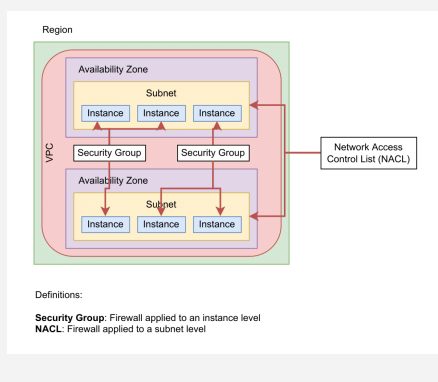 Region
Availability Zone
Subnet
Instance Instance Instance
VPC
Security Group Security Group
Network Access
Control List (NACL)
Availability Zone
Subnet
Instance Instance Instance
Definitions:
Security Group: Firewall applied to an instance level
NACL: Firewall applied to a subnet level